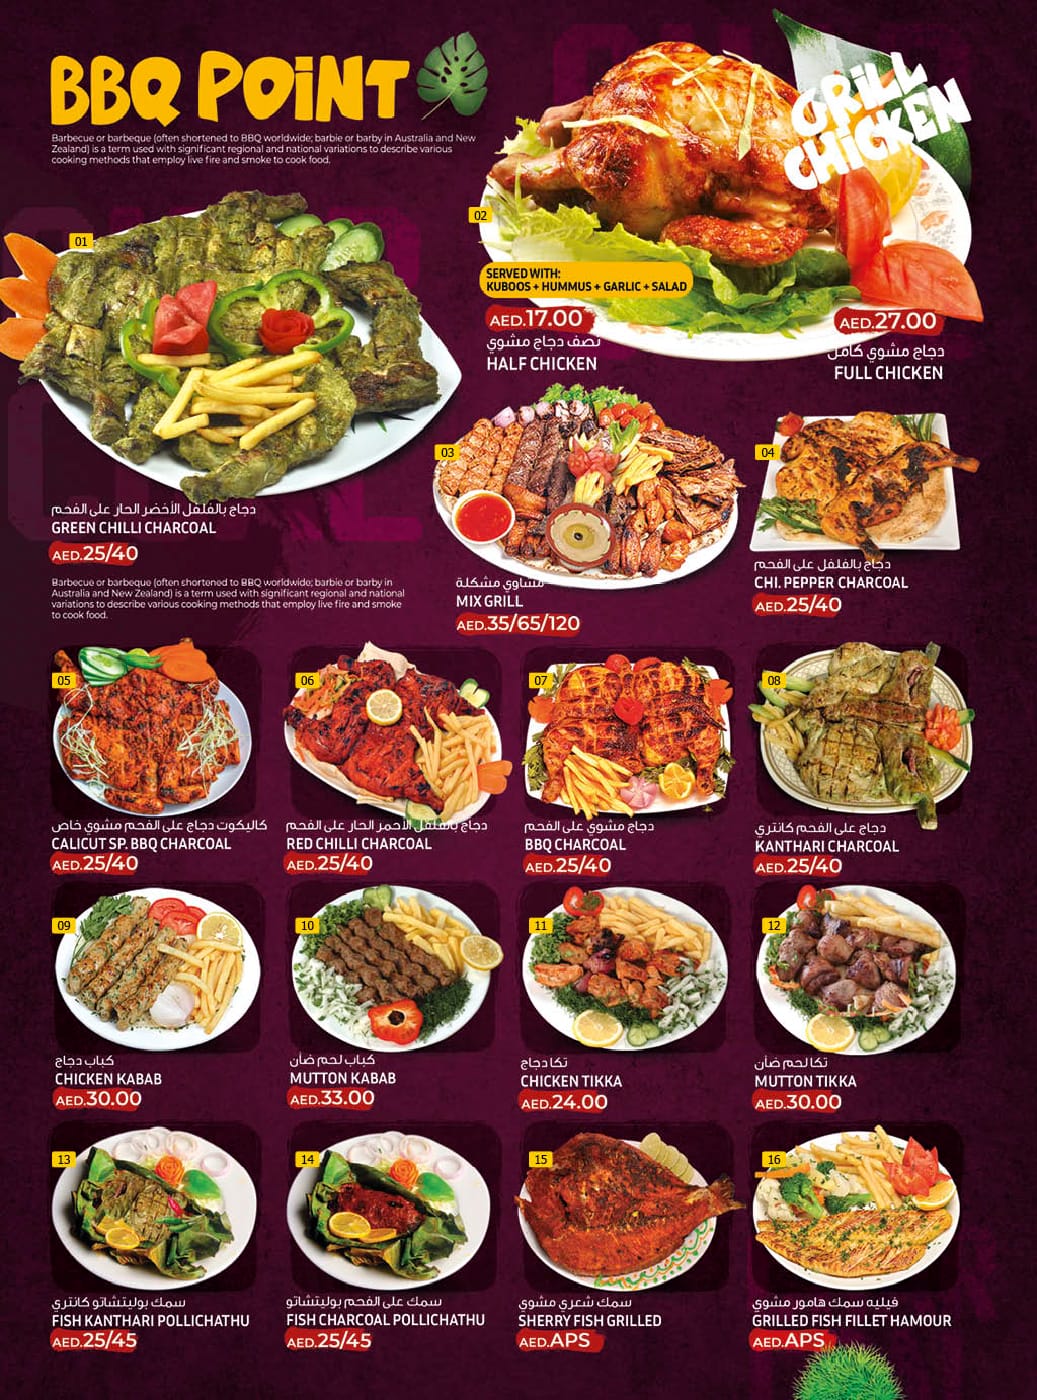 BBQ POiNT
Barbecue or barbeque (often shortened to BBQ worldwide; barbie or barby in Australia and New
Zealand) is a term used with significant regional and national variations to describe various
cooking methods that employ live fire and smoke to cook food.
GRiLL
CHiCKEN
01
دجاج بالفلفل الأخضر الحار على الفحم
GREEN CHILLI CHARCOAL
AED.25/40
Barbecue or barbeque (often shortened to BBQ worldwide; barbie or barby in
Australia and New Zealand) is a term used with significant regional and national
variations to describe various cooking methods that employ live fire and smoke
to cook food.
02
SERVED WITH:
KUBOOS + HUMMUS + GARLIC + SALAD
AED.17.00
نصف دجاج مشوي
HALF CHICKEN
AED.27.00
دجاج مشوي كامل
FULL CHICKEN
03
مشاوي مشكلة
MIX GRILL
AED.35/65/120
04
دجاج بالفلفل على الفحم
CHI. PEPPER CHARCOAL
AED.25/40
05
كاليكوت دجاج على الفحم مشوي خاص
CALICUT SP. BBQ CHARCOAL
AED.25/40
06
دجاج بالفلفل الأحمر الحار على الفحم
RED CHILLI CHARCOAL
AED.25/40
07
دجاج مشوي على الفحم
BBQ CHARCOAL
AED.25/40
08
دجاج على الفحم كانتري
KANTHARI CHARCOAL
AED.25/40
09
كباب دجاج
CHICKEN KABAB
AED.30.00
10
كباب لحم ضأن
MUTTON KABAB
AED.33.00
11
تكا دجاج
CHICKEN TIKKA
AED.24.00
12
تكا لحم ضأن
MUTTON TIKKA
AED.30.00
13
سمك بوليتشاتو كانتري
FISH KANTHARI POLLICHATHU
AED.25/45
14
سمك على الفحم بوليتشاتو
FISH CHARCOAL POLLICHATHU
AED.25/45
15
سمك شعري مشوي
SHERRY FISH GRILLED
AED.APS
16
فيليه سمك هامور مشوي
GRILLED FISH FILLET HAMOUR
AED.APS